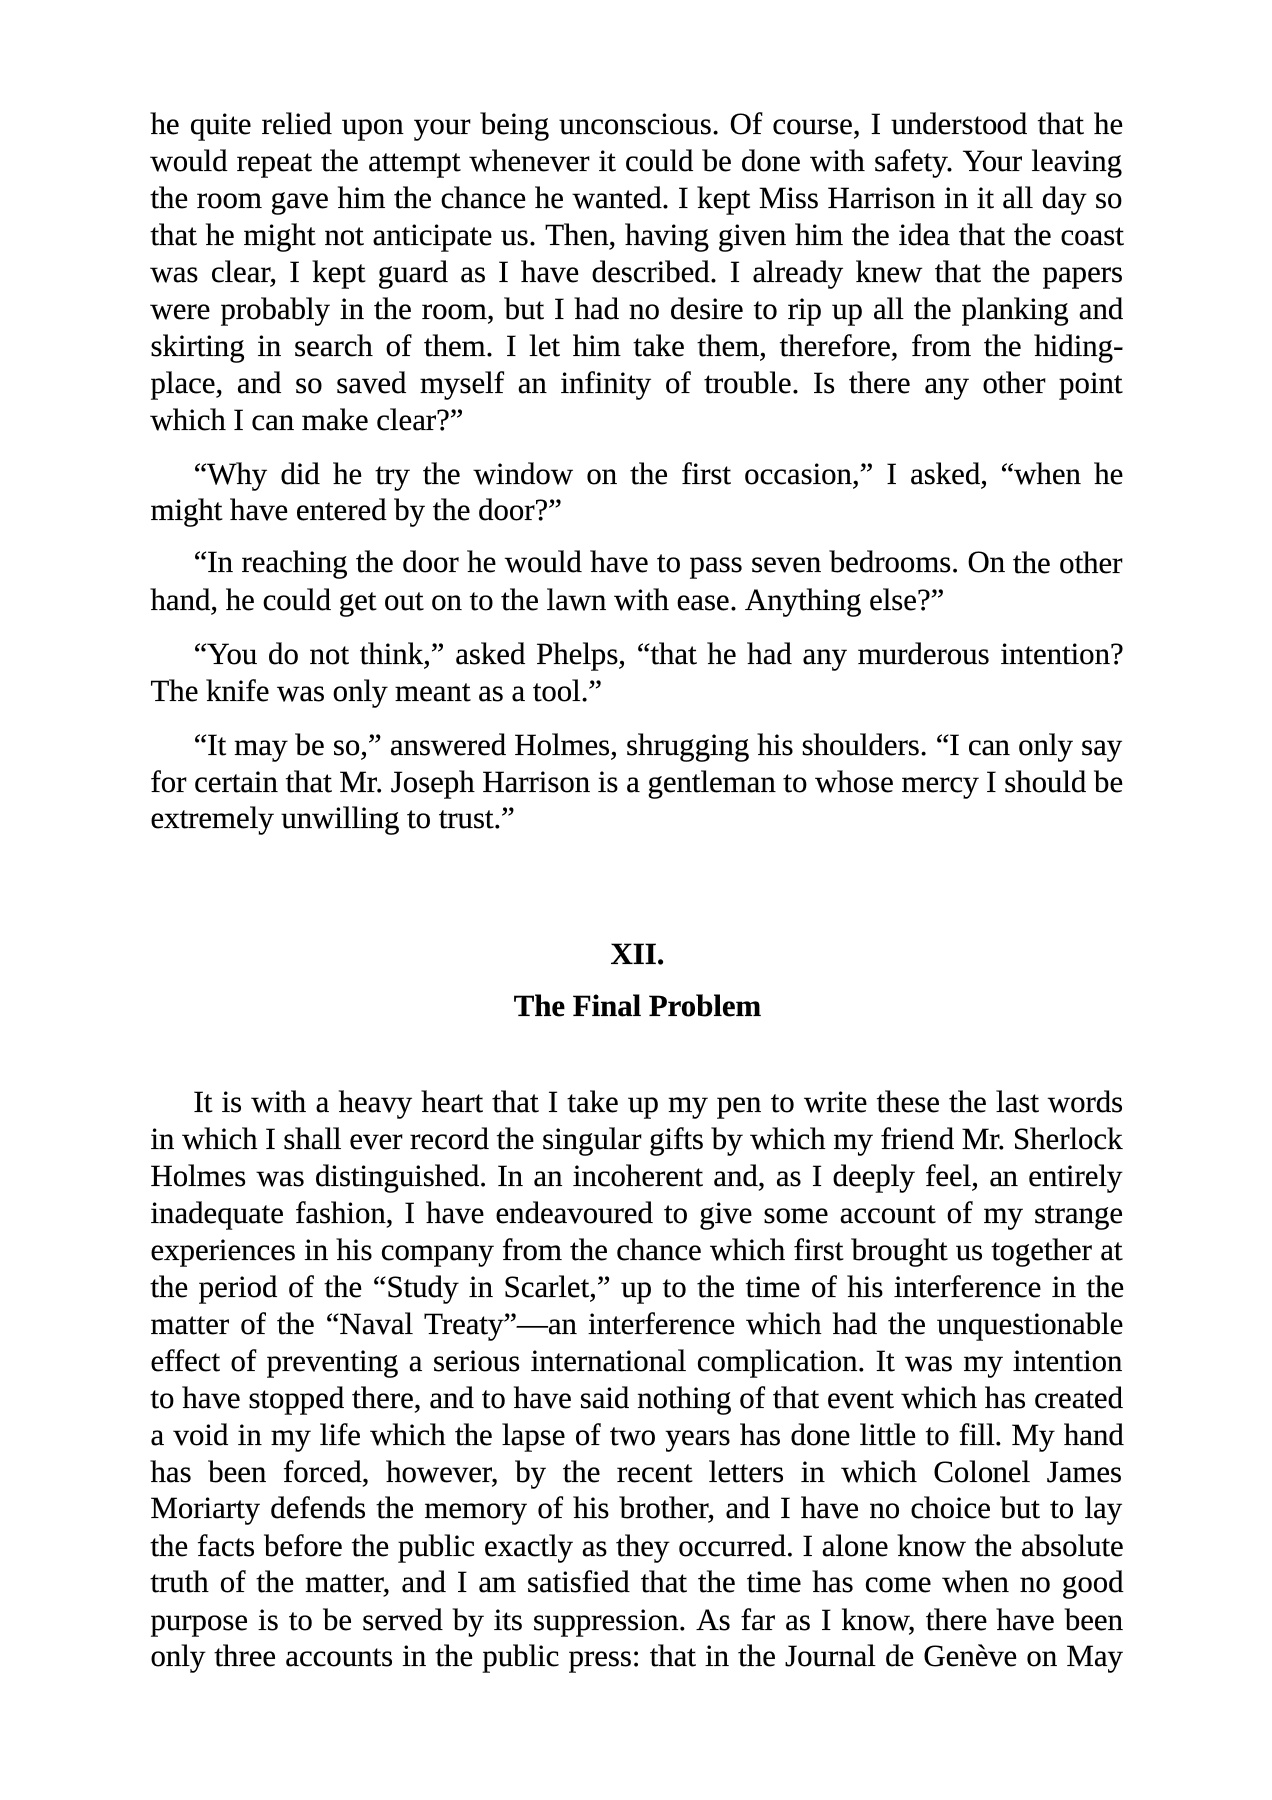 he quite relied upon your being unconscious. Of course, I understood that he
would repeat the attempt whenever it could be done with safety. Your leaving
the room gave him the chance he wanted. I kept Miss Harrison in it all day so
that he might not anticipate us. Then, having given him the idea that the coast
was clear, I kept guard as I have described. I already knew that the papers
were probably in the room, but I had no desire to rip up all the planking and
skirting in search of them. I let him take them, therefore, from the hiding-
place, and so saved myself an infinity of trouble. Is there any other point
which I can make clear?”
“Why did he try the window on the first occasion,” I asked, “when he
might have entered by the door?”
“In reaching the door he would have to pass seven bedrooms. On the other
hand, he could get out on to the lawn with ease. Anything else?”
“You do not think,” asked Phelps, “that he had any murderous intention?
The knife was only meant as a tool.”
“It may be so,” answered Holmes, shrugging his shoulders. “I can only say
for certain that Mr. Joseph Harrison is a gentleman to whose mercy I should be
extremely unwilling to trust.”
XII.
The Final Problem
It is with a heavy heart that I take up my pen to write these the last words
in which I shall ever record the singular gifts by which my friend Mr. Sherlock
Holmes was distinguished. In an incoherent and, as I deeply feel, an entirely
inadequate fashion, I have endeavoured to give some account of my strange
experiences in his company from the chance which first brought us together at
the period of the “Study in Scarlet,” up to the time of his interference in the
matter of the “Naval Treaty”—an interference which had the unquestionable
effect of preventing a serious international complication. It was my intention
to have stopped there, and to have said nothing of that event which has created
a void in my life which the lapse of two years has done little to fill. My hand
has been forced, however, by the recent letters in which Colonel James
Moriarty defends the memory of his brother, and I have no choice but to lay
the facts before the public exactly as they occurred. I alone know the absolute
truth of the matter, and I am satisfied that the time has come when no good
purpose is to be served by its suppression. As far as I know, there have been
only three accounts in the public press: that in the Journal de Genève on May